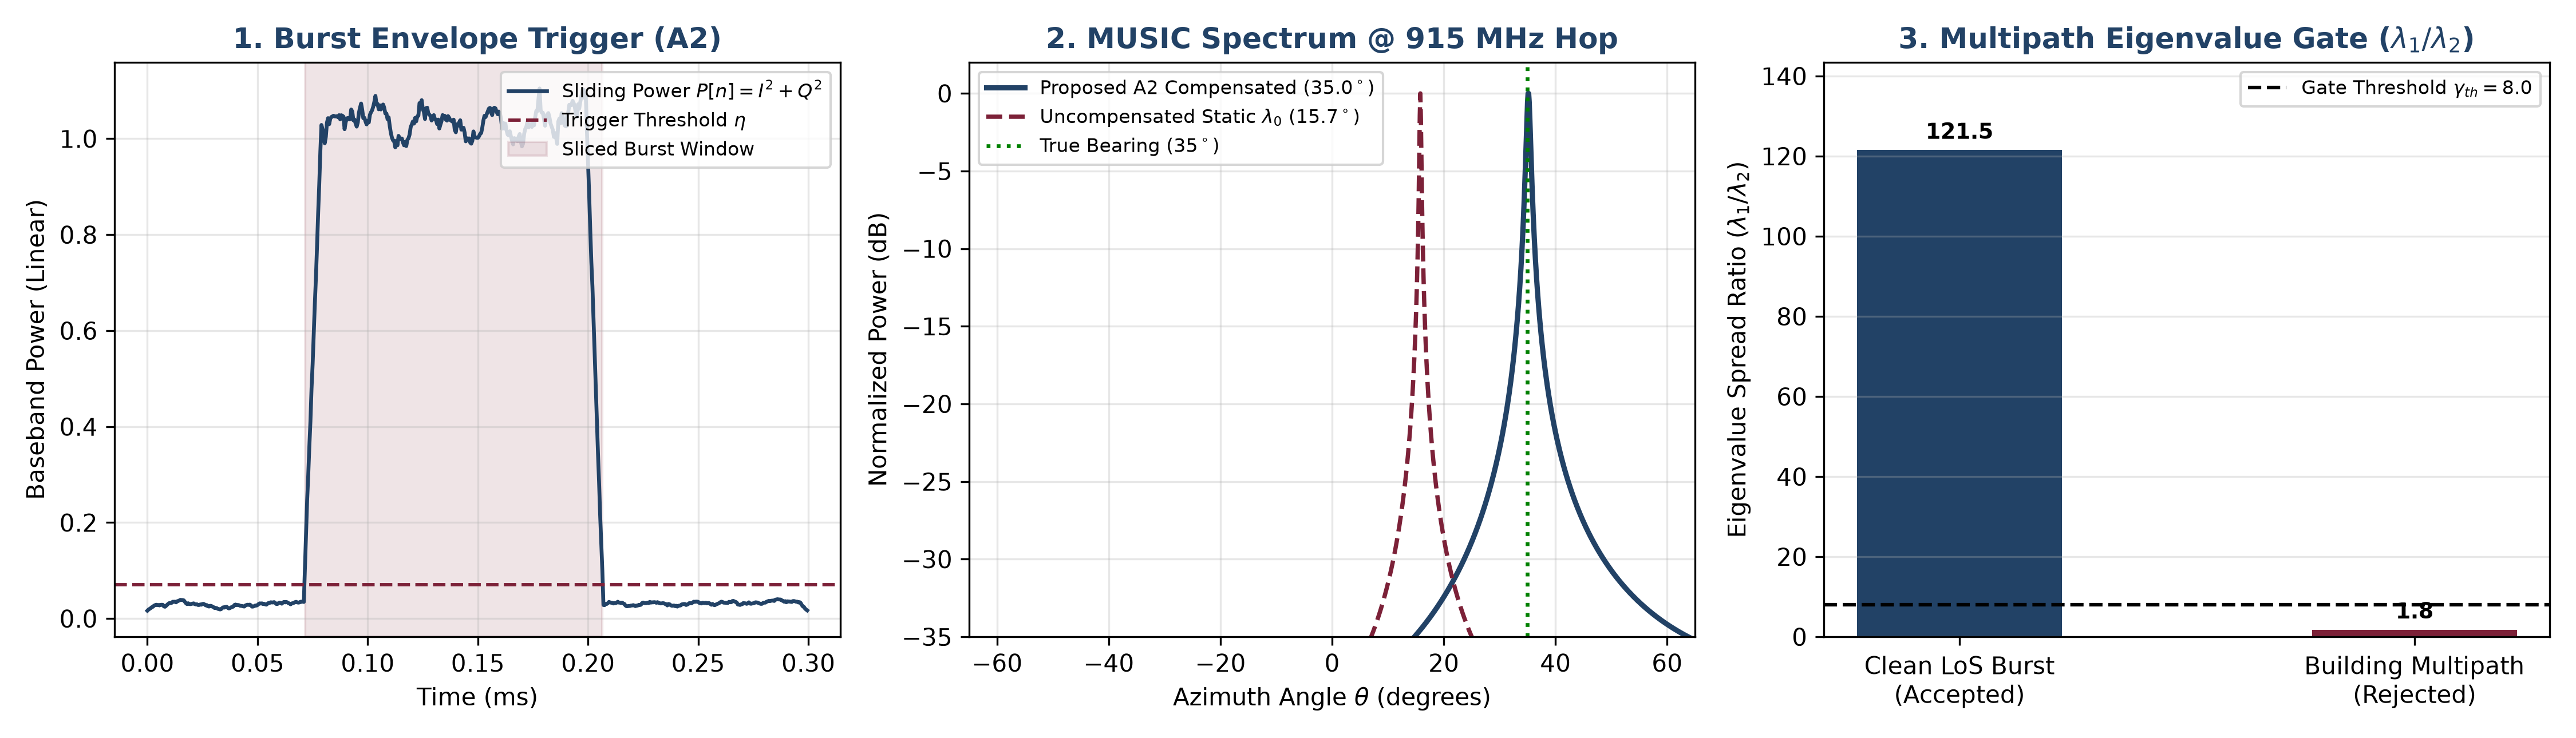 1. Burst Envelope Trigger (A2)
Sliding Power P[n] = I² + Q²
Trigger Threshold η
Sliced Burst Window
Baseband Power (Linear)
1.0
0.8
0.6
0.4
0.2
0.0
0.00 0.05 0.10 0.15 0.20 0.25 0.30
Time (ms)
2. MUSIC Spectrum @ 915 MHz Hop
Proposed A2 Compensated (35.0°)
Uncompensated Static λ₀ (15.7°)
True Bearing (35°)
Normalized Power (dB)
0
−5
−10
−15
−20
−25
−30
−35
−60 −40 −20 0 20 40 60
Azimuth Angle θ (degrees)
3. Multipath Eigenvalue Gate (λ₁/λ₂)
Gate Threshold γ_th = 8.0
Eigenvalue Spread Ratio (λ₁/λ₂)
140
120
100
80
60
40
20
0
121.5
1.8
Clean LoS Burst
(Accepted)
Building Multipath
(Rejected)